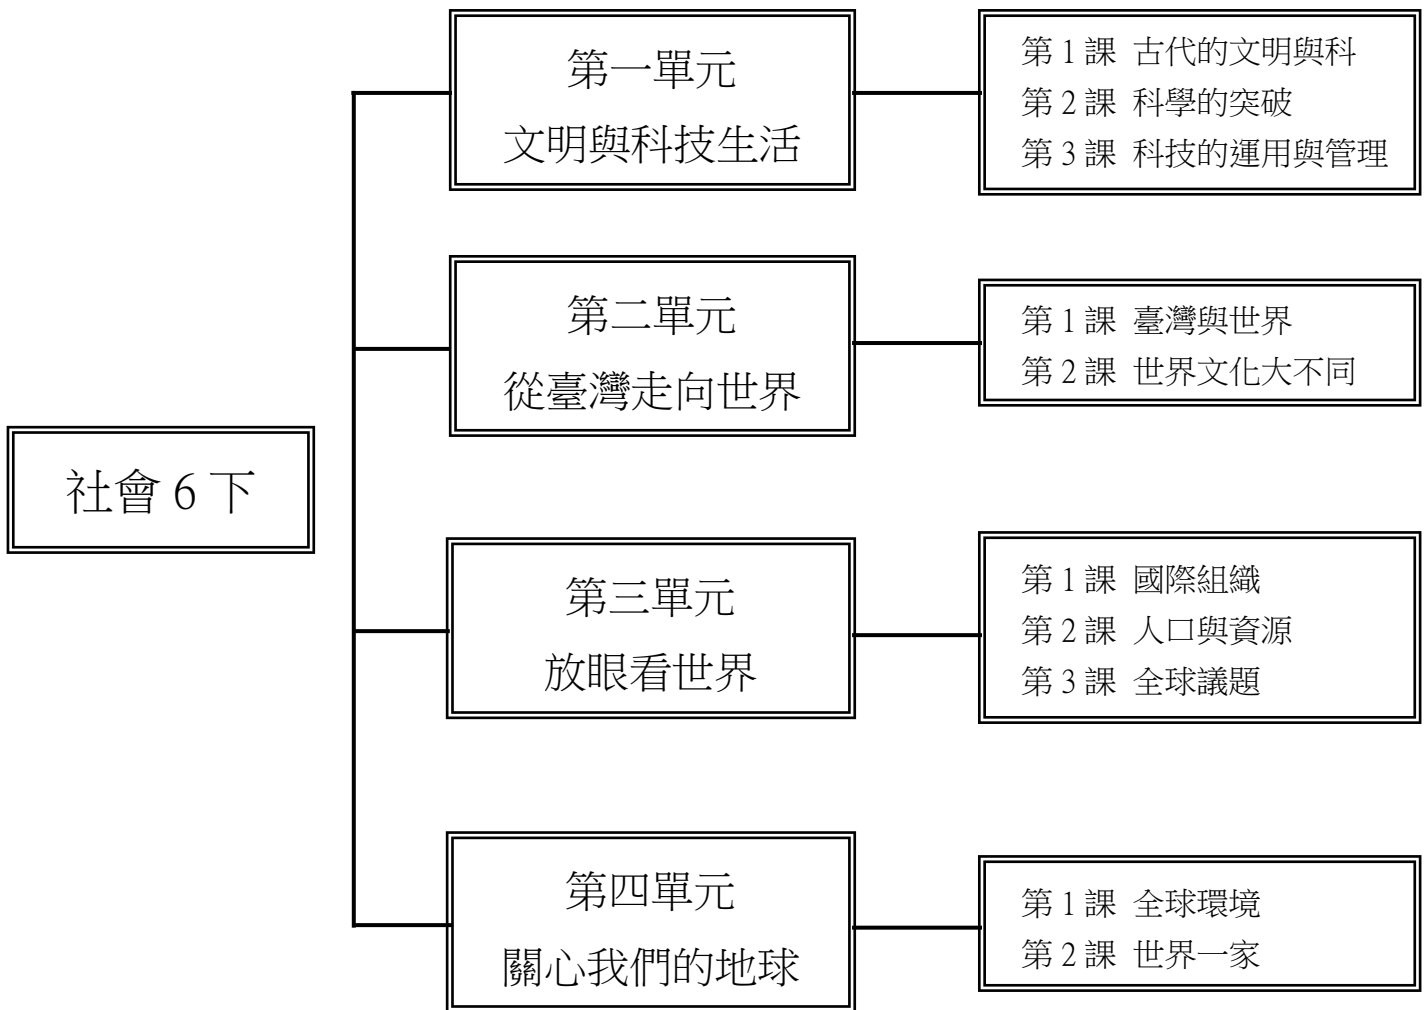 社會 6 下
第一單元
文明與科技生活
第 1 課 古代的文明與科
第 2 課 科學的突破
第 3 課 科技的運用與管理
第二單元
從臺灣走向世界
第 1 課 臺灣與世界
第 2 課 世界文化大不同
第三單元
放眼看世界
第 1 課 國際組織
第 2 課 人口與資源
第 3 課 全球議題
第四單元
關心我們的地球
第 1 課 全球環境
第 2 課 世界一家